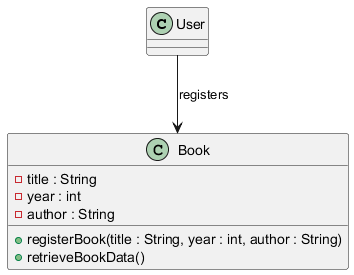 C User
registers
C Book
title : String
year : int
author : String
registerBook(title : String, year : int, author : String)
retrieveBookData()